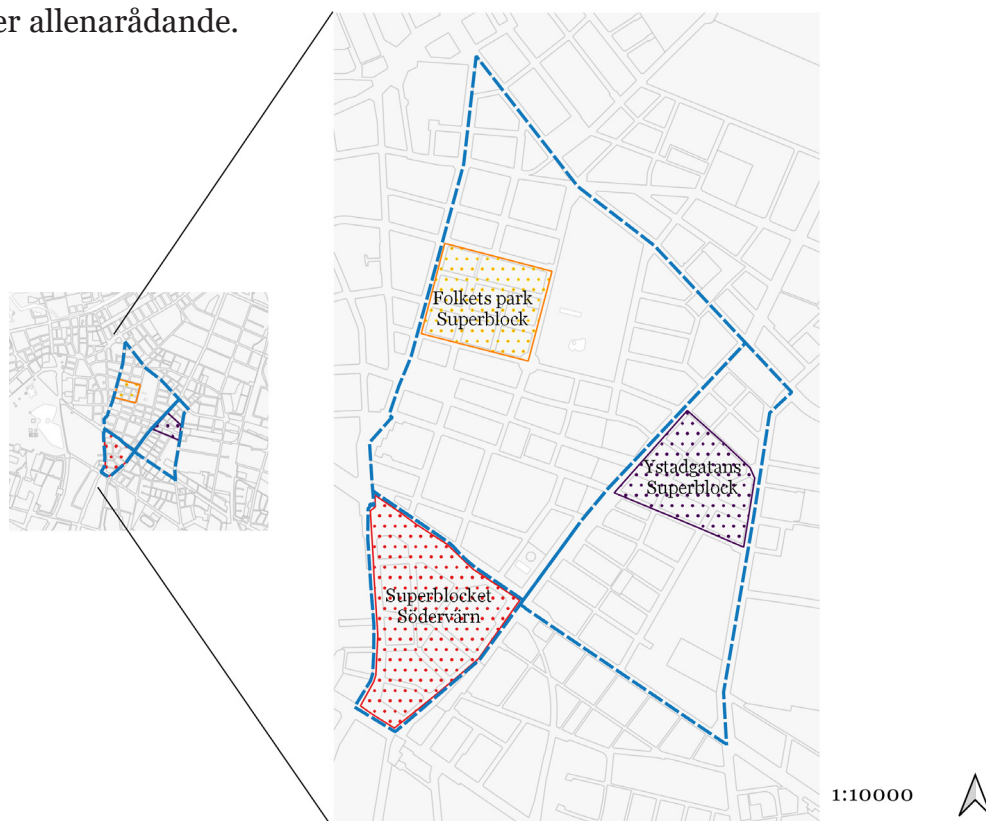 er allenarådande.
Folkets park
Superblock
Ystadgatans
Superblock
Superblocket
Södervärn
1:10000